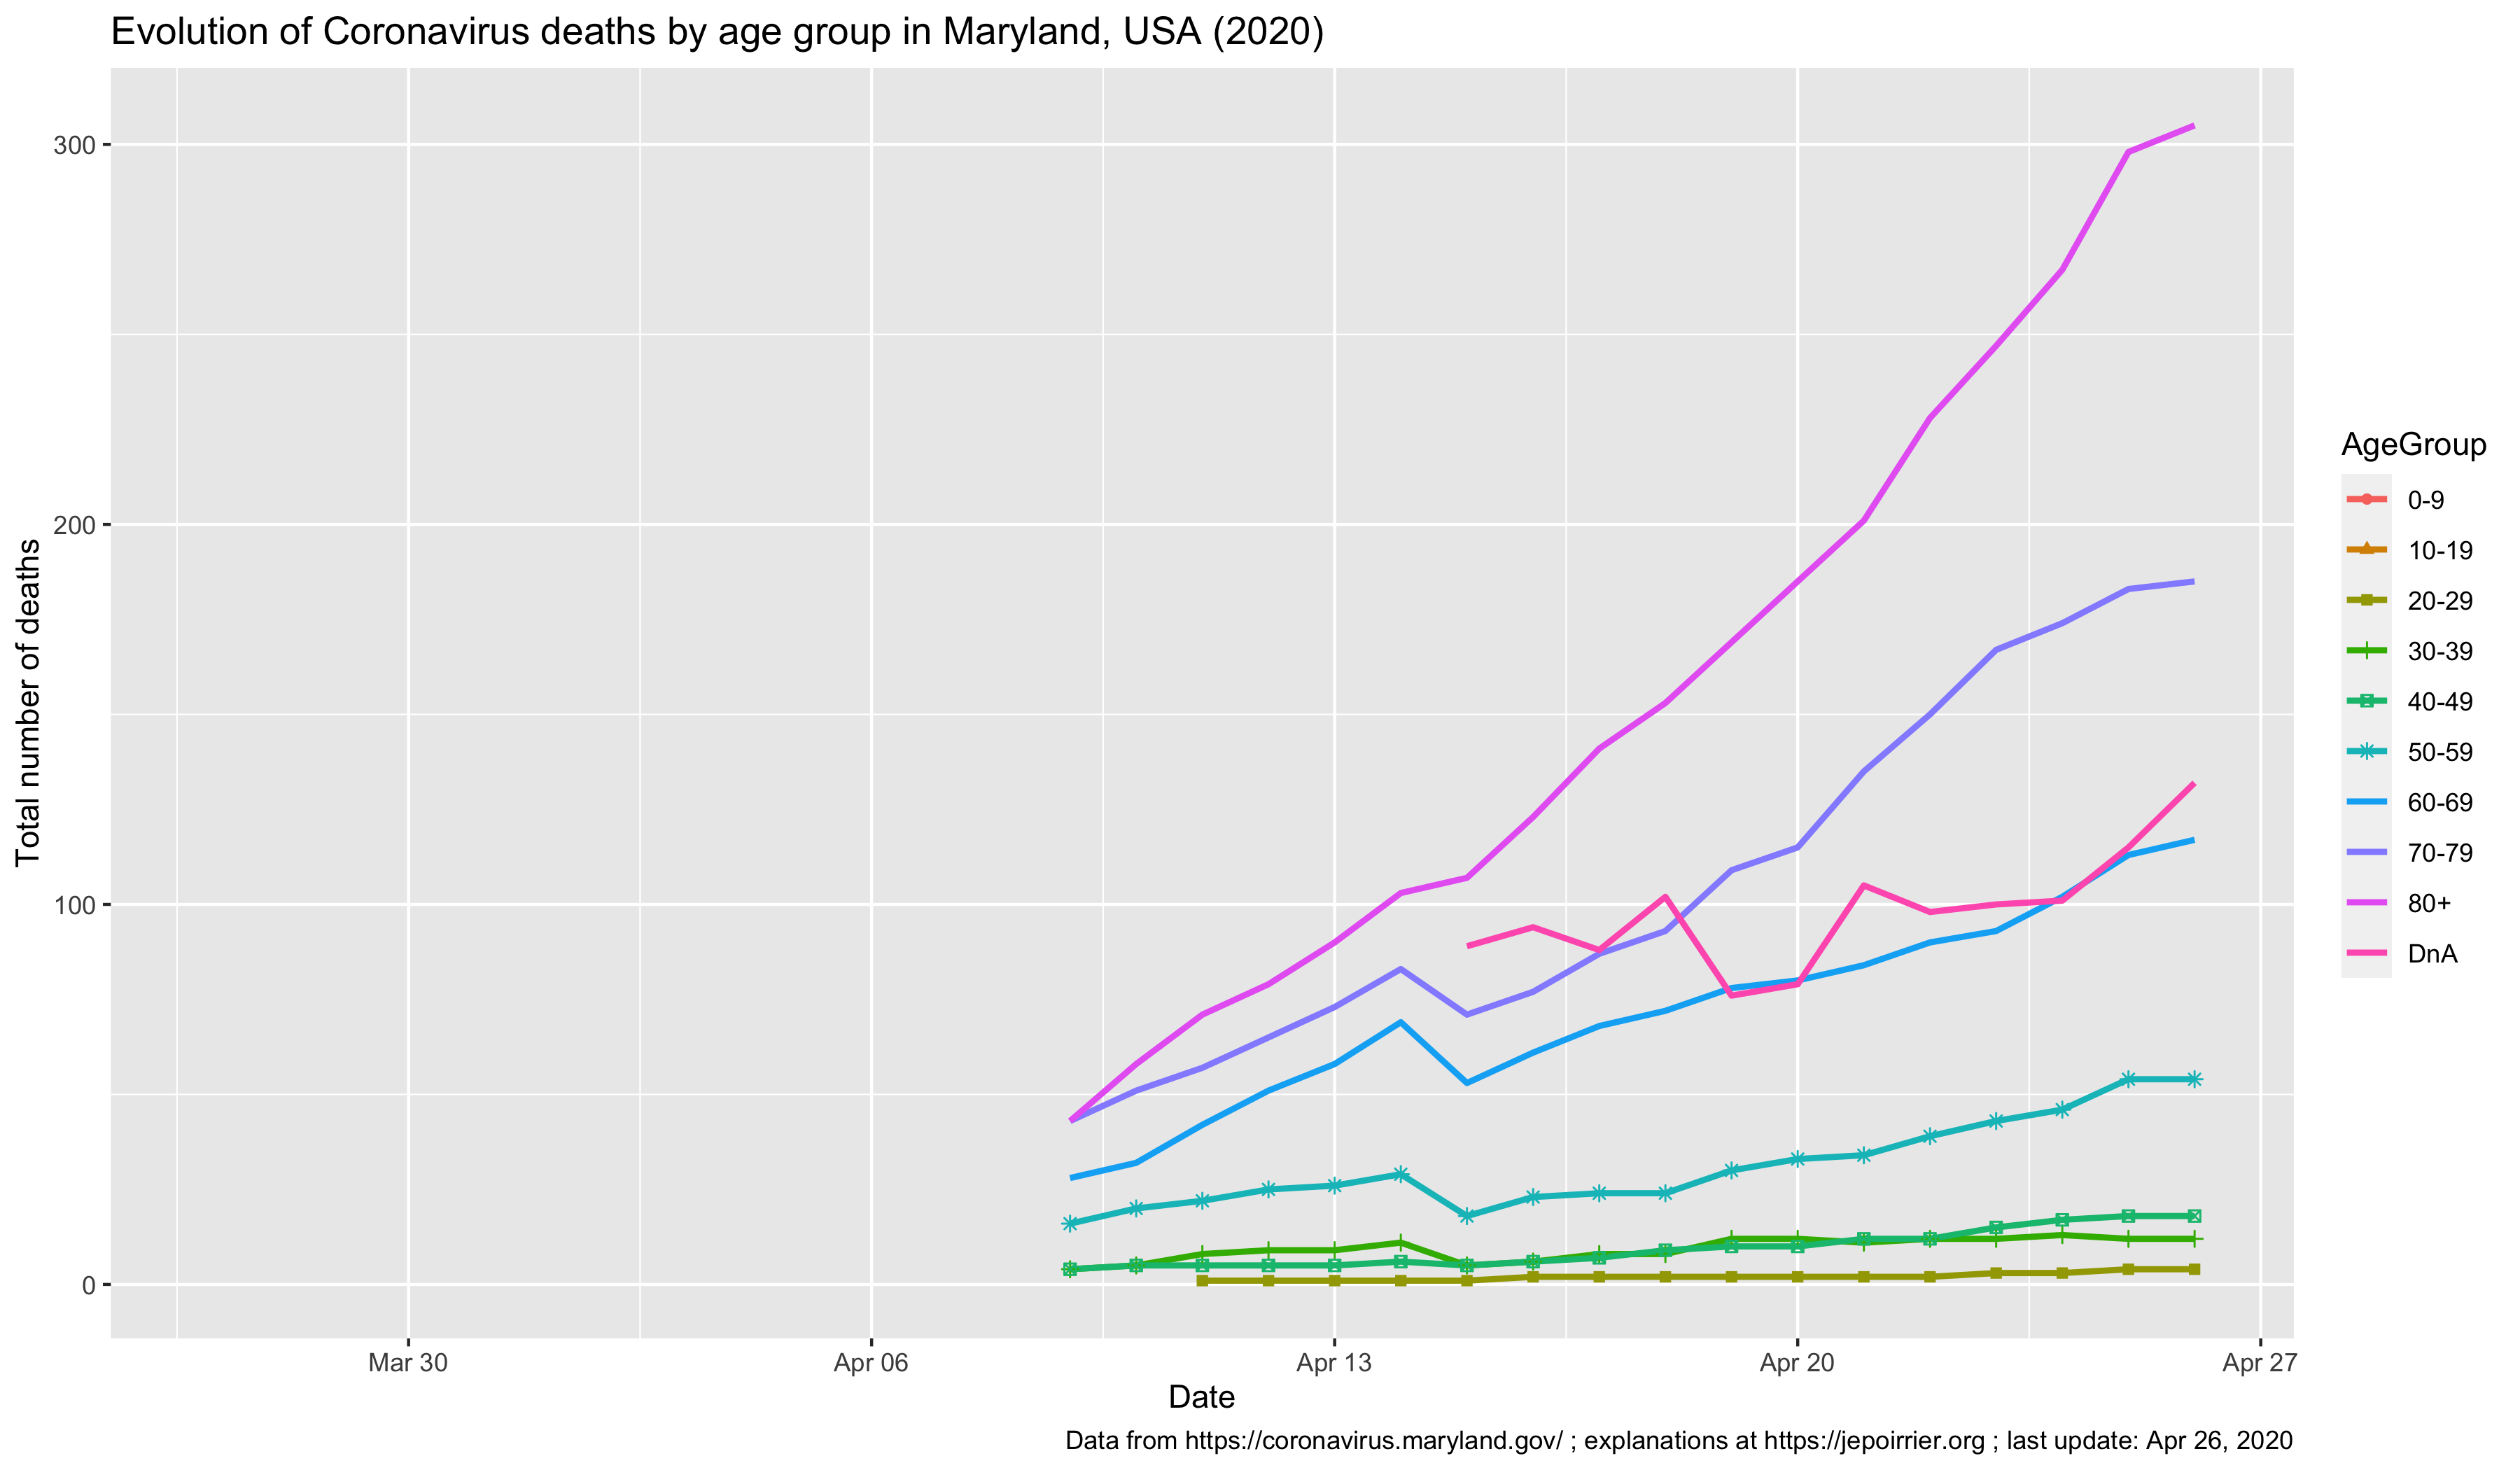 Evolution of Coronavirus deaths by age group in Maryland, USA (2020)
Total number of deaths
300
200
100
0
Mar 30
Apr 06
Apr 13
Apr 20
Apr 27
Date
AgeGroup
0-9
10-19
20-29
30-39
40-49
50-59
60-69
70-79
80+
DnA
Data from https://coronavirus.maryland.gov/ ; explanations at https://jepoirrier.org ; last update: Apr 26, 2020